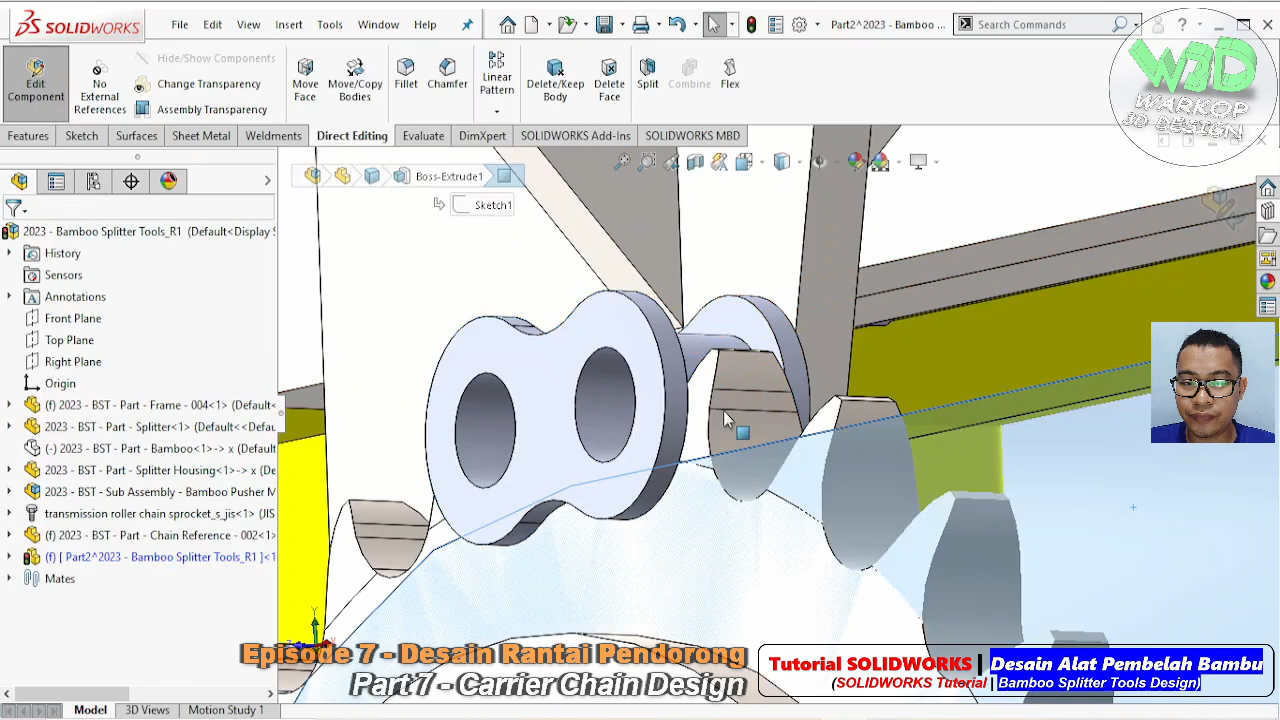 SOLIDWORKS
File Edit View Insert Tools Window Help
Part2^2023 - Bamboo ...
Search Commands
Edit Component
No External References
Hide/Show Components
Change Transparency
Assembly Transparency
Move Face
Move/Copy Bodies
Fillet
Chamfer
Linear Pattern
Delete/Keep Body
Delete Face
Split
Combine
Flex
WARKOP
3D DESIGN
Features Sketch Surfaces Sheet Metal Weldments Direct Editing Evaluate DimXpert SOLIDWORKS Add-Ins SOLIDWORKS MBD
Boss-Extrude1
Sketch1
2023 - Bamboo Splitter Tools_R1 (Default<Display S
History
Sensors
Annotations
Front Plane
Top Plane
Right Plane
Origin
(f) 2023 - BST - Part - Frame - 004<1> (Default<
(f) 2023 - BST - Part - Splitter<1> (Default<<Defa
(-) 2023 - BST - Part - Bamboo<1>-> x (Default<
(f) 2023 - BST - Part - Splitter Housing<1>-> x (D
2023 - BST - Sub Assembly - Bamboo Pusher M
transmission roller chain sprocket_s_jis<1> (JIS
(f) 2023 - BST - Part - Chain Reference - 002<1>
(f) [ Part2^2023 - Bamboo Splitter Tools_R1 ]<1
Mates
Episode 7 - Desain Rantai Pendorong
Part 7 - Carrier Chain Design
Tutorial SOLIDWORKS | Desain Alat Pembelah Bambu
(SOLIDWORKS Tutorial | Bamboo Splitter Tools Design)
Model 3D Views Motion Study 1